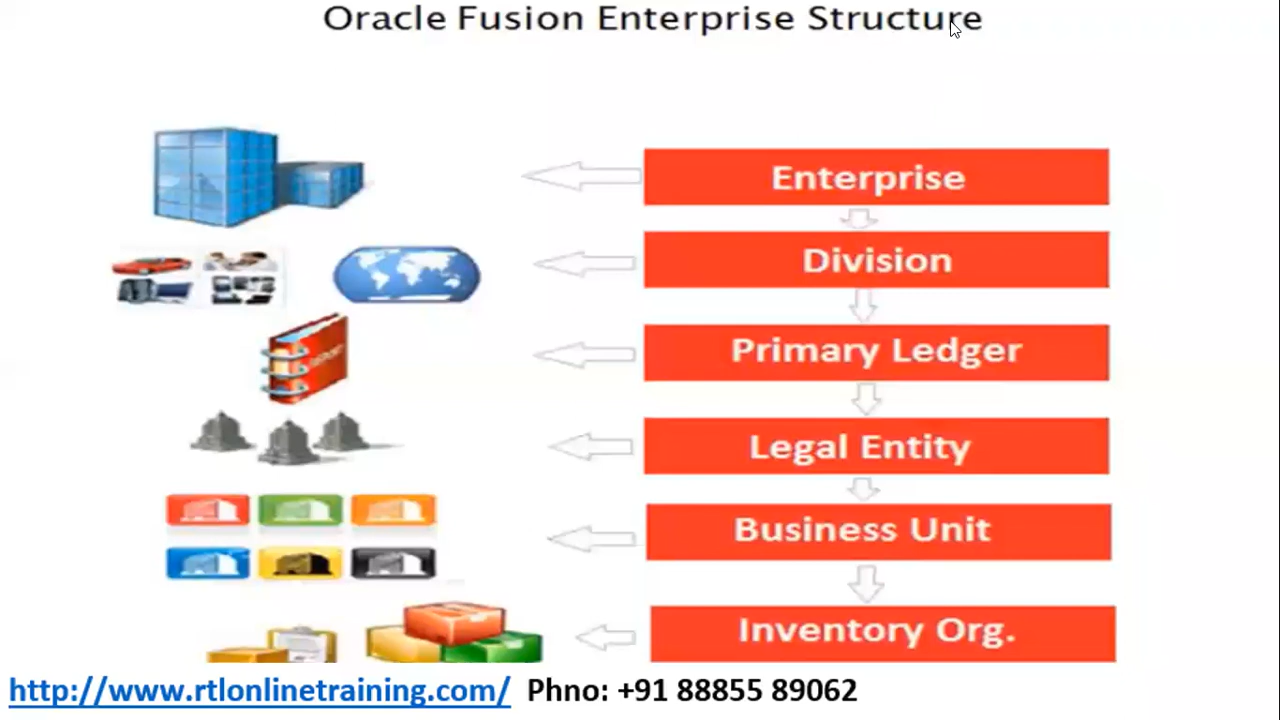 Oracle Fusion Enterprise Structure
Enterprise
Division
Primary Ledger
Legal Entity
Business Unit
Inventory Org.
http://www.rtlonlinetraining.com/ Phno: +91 88855 89062